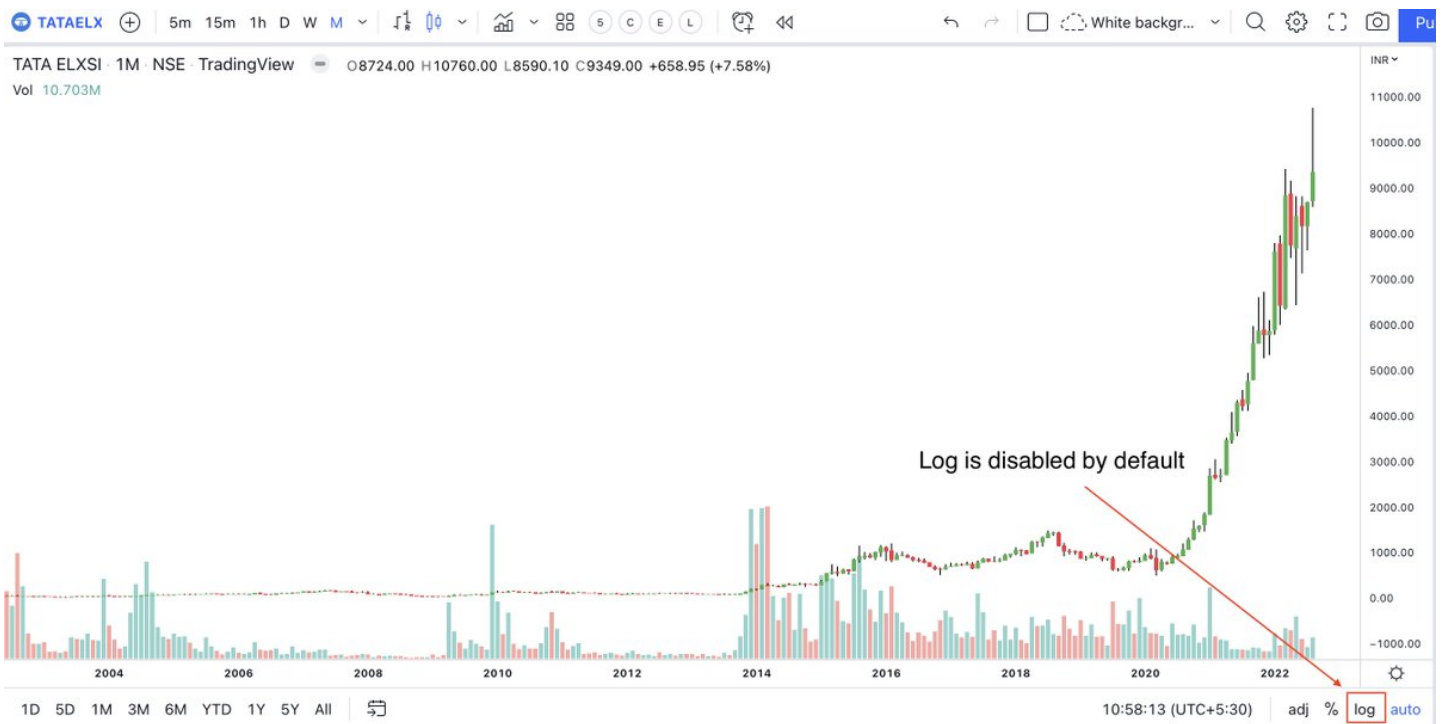 TATAELX 5m 15m 1h D W M S C E L White backgr... Pu
TATA ELXSI · 1M · NSE · TradingView O8724.00 H10760.00 L8590.10 C9349.00 +658.95 (+7.58%)
Vol 10.703M
INR
11000.00
10000.00
9000.00
8000.00
7000.00
6000.00
5000.00
4000.00
3000.00
2000.00
1000.00
0.00
−1000.00
Log is disabled by default
2004 2006 2008 2010 2012 2014 2016 2018 2020 2022
1D 5D 1M 3M 6M YTD 1Y 5Y All 10:58:13 (UTC+5:30) adj % log auto